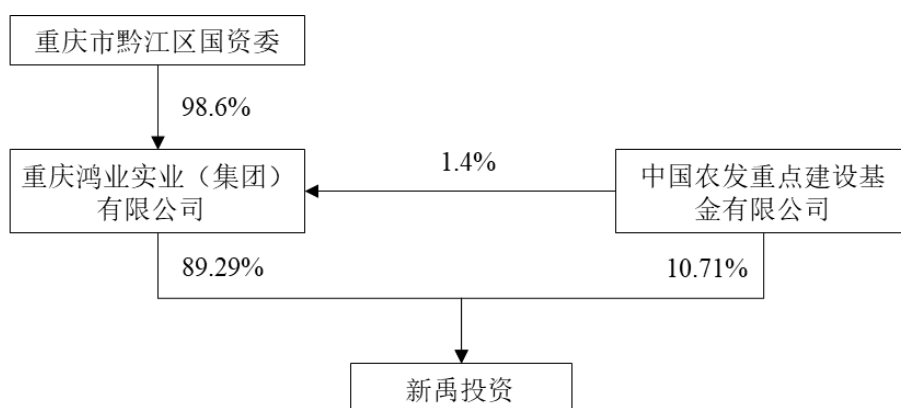 重庆市黔江区国资委
98.6%
重庆鸿业实业（集团）
有限公司
1.4%
中国农发重点建设基
金有限公司
89.29%
10.71%
新禹投资